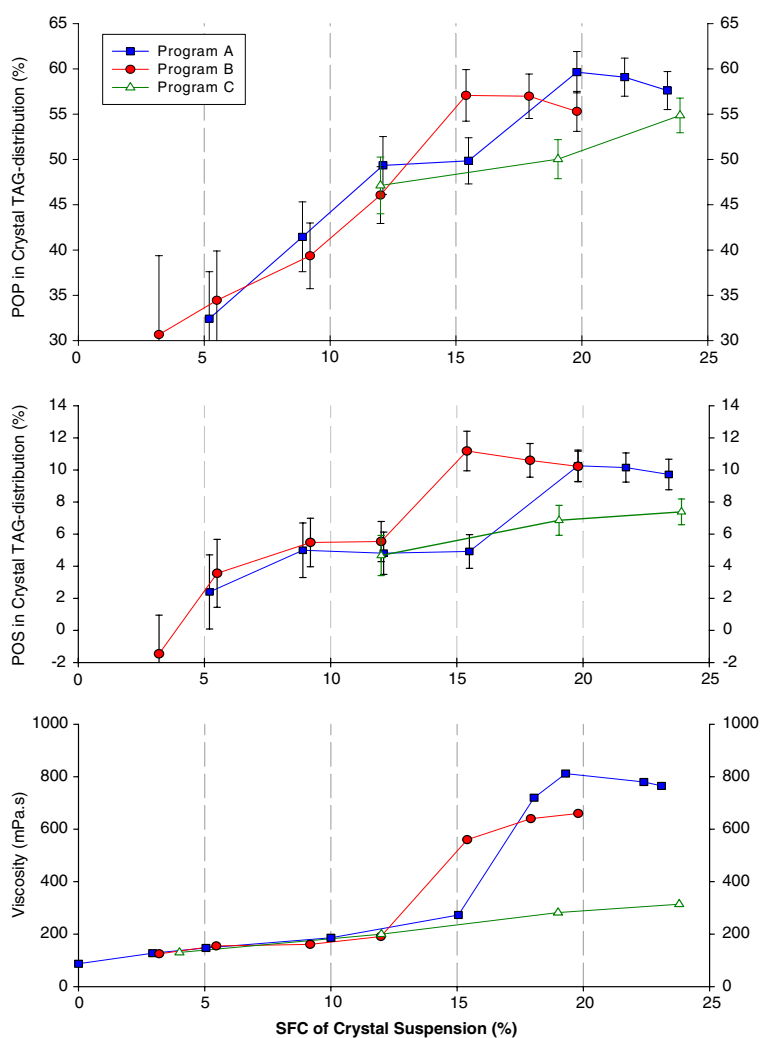 65 65
60 60
55 55
50 50
45 45
40 40
35 35
30 30
POP in Crystal TAG-distribution (%)
Program A
Program B
Program C
0 5 10 15 20 25
14 14
12 12
10 10
8 8
6 6
4 4
2 2
0 0
-2 -2
POS in Crystal TAG-distribution (%)
0 5 10 15 20 25
1000 1000
800 800
600 600
400 400
200 200
0 0
Viscosity (mPa.s)
0 5 10 15 20 25
SFC of Crystal Suspension (%)